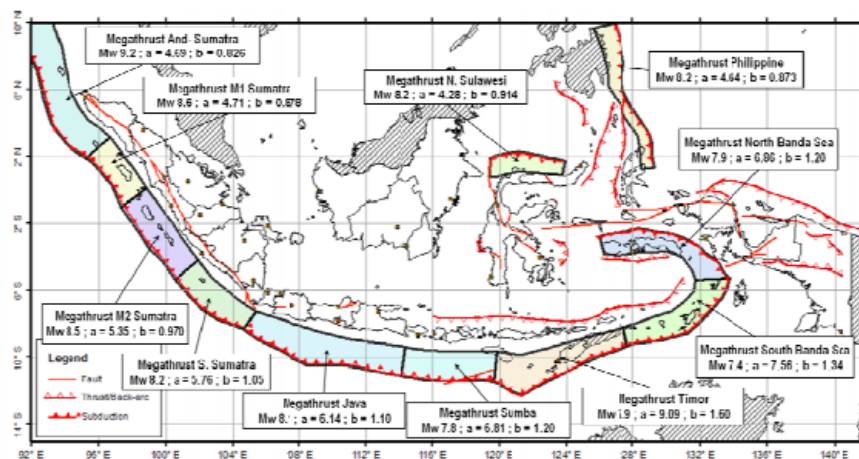 Megathrust And- Sumatra
Mw 9.2 ; a = 4.69 ; b = 0.826
Megathrust M1 Sumatra
Mw 8.6 ; a = 4.71 ; b = 0.878
Megathrust N. Sulawesi
Mw 8.2 ; a = 4.28 ; b = 0.914
Megathrust Philippine
Mw 8.2 ; a = 4.64 ; b = 0.873
Megathrust North Banda Sea
Mw 7.9 ; a = 6.86 ; b = 1.20
Megathrust M2 Sumatra
Mw 8.5 ; a = 5.35 ; b = 0.970
Megathrust S. Sumatra
Mw 8.2 ; a = 5.76 ; b = 1.05
Megathrust Java
a = 6.14 ; b = 1.10
Megathrust Sumba
Mw 7.8 ; a = 6.81 ; b = 1.20
Megathrust Timor
a = 9.09 ; b = 1.60
Megathrust South Banda Sea
Mw 7.4 ; a = 7.56 ; b = 1.34
Legend
Fault
Thrust/Back-arc
Subduction
10° N
6° N
2° N
2° S
6° S
10° S
14° S
92° E
96° E
100° E
104° E
108° E
112° E
116° E
120° E
124° E
128° E
132° E
136° E
140° E